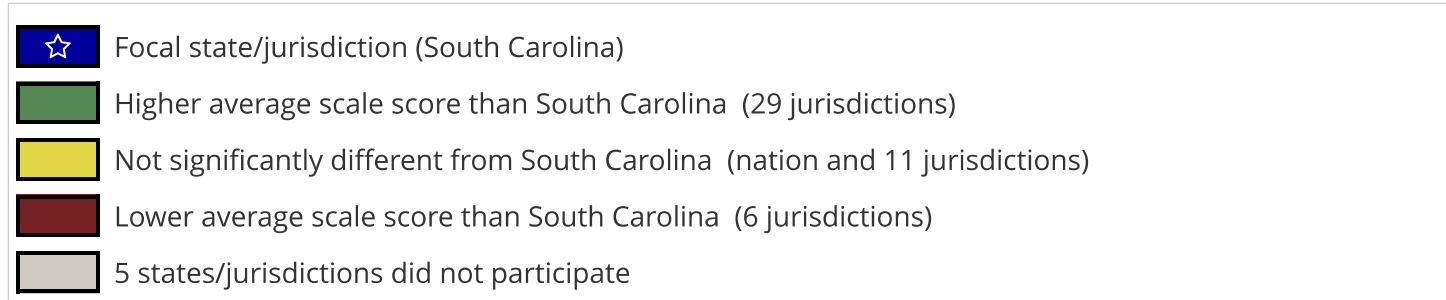 Focal state/jurisdiction (South Carolina)
Higher average scale score than South Carolina (29 jurisdictions)
Not significantly different from South Carolina (nation and 11 jurisdictions)
Lower average scale score than South Carolina (6 jurisdictions)
5 states/jurisdictions did not participate